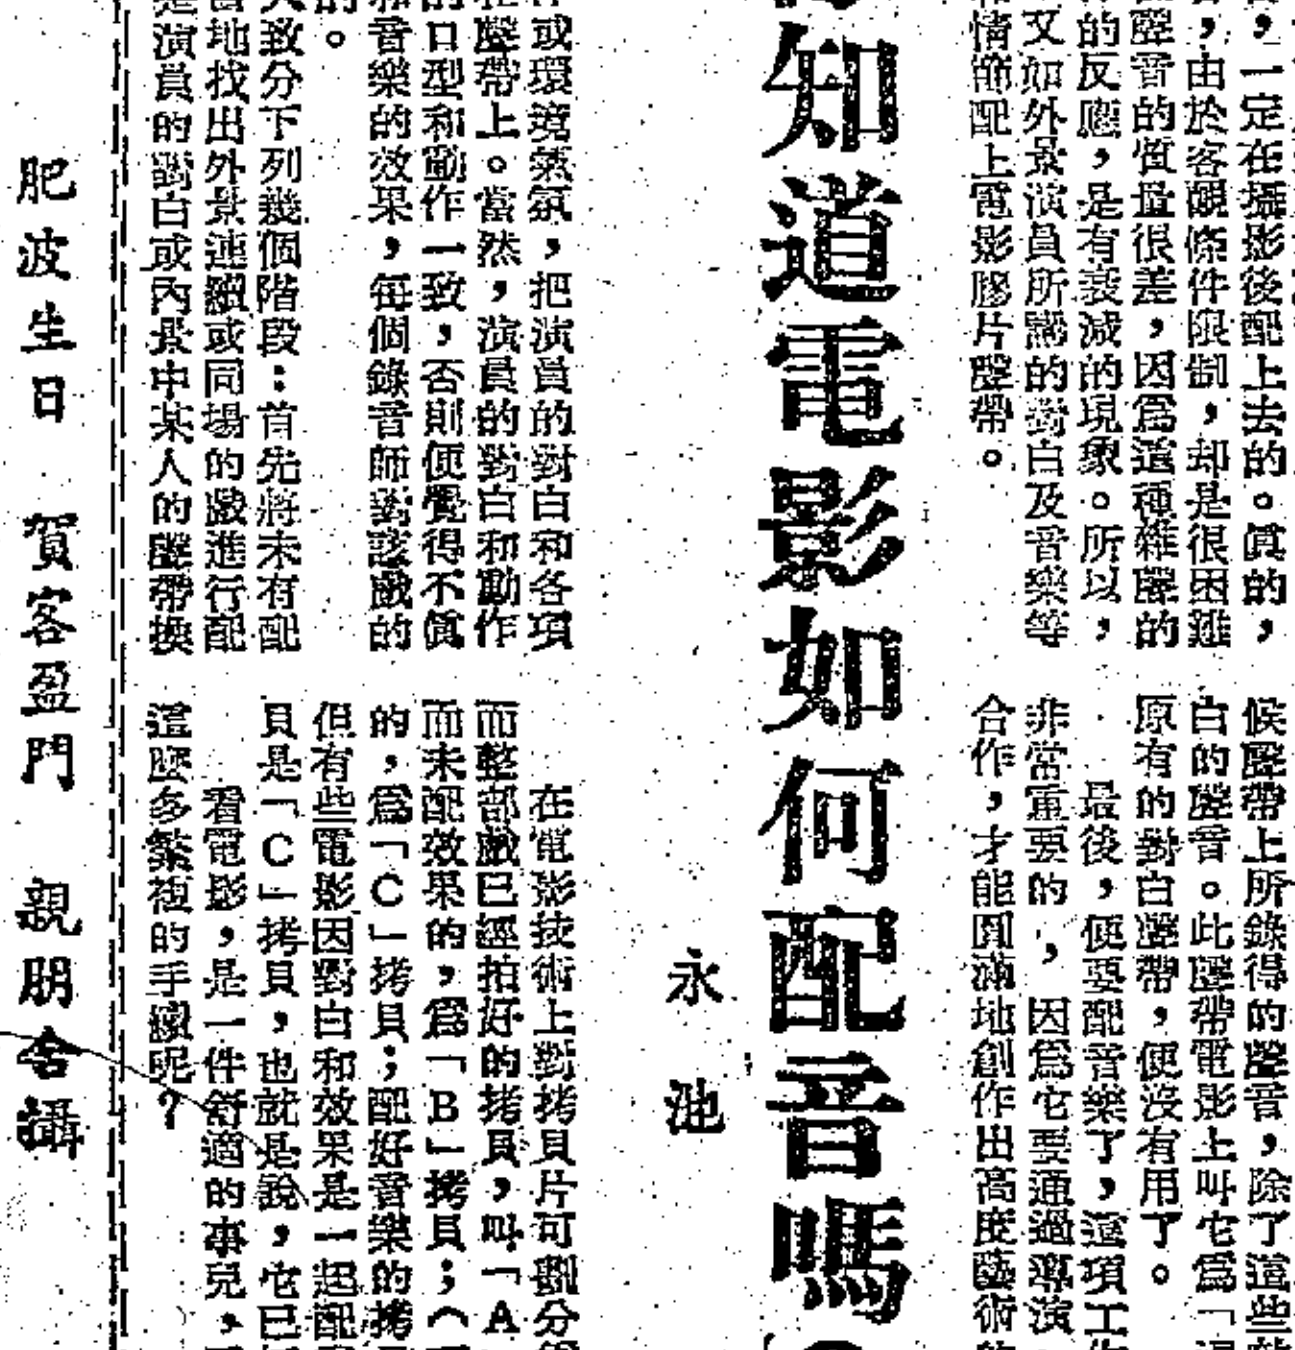 ，一定在攝影後配上去的。真的，
，由於客觀條件限制，却是很困難
聲音的質量很差，因爲這種雜聲的
的反應，是有衰減的現象。所以，
又如外景演員所講的對白及音樂等
情節配上電影膠片聲帶。
候聲帶上所錄得的聲音，除了這些
白的聲音。此聲帶電影上叫它爲「
原有的對白聲帶，便沒有用了。
最後，便要配音樂了，這項工
非常重要的，因爲它要通過導演
合作，才能圓滿地創作出高度藝術
知道電影如何配音嗎
永池
或環境氣氛，把演員的對白和各項
聲帶上。當然，演員的對白和動作
的口型和動作一致，否則便覺得不真
和音樂的效果，每個錄音師對該戲的
的。
大致分下列幾個階段：首先將未有配
當地找出外景連續或同場的戲進行配
是演員的對白或內景中某人的聲帶換
在電影技術上對拷貝片可劃分
而整部戲已經拍好的拷貝，叫「A
而未配效果的，爲「B」拷貝；（
的，爲「C」拷貝；配好音樂的拷
但有些電影因對白和效果是一起配
貝是「C」拷貝，也就是說，它已
看電影，是一件舒適的事兒，
這麽多繁複的手續呢？
肥波生日　賀客盈門　親朋合攝